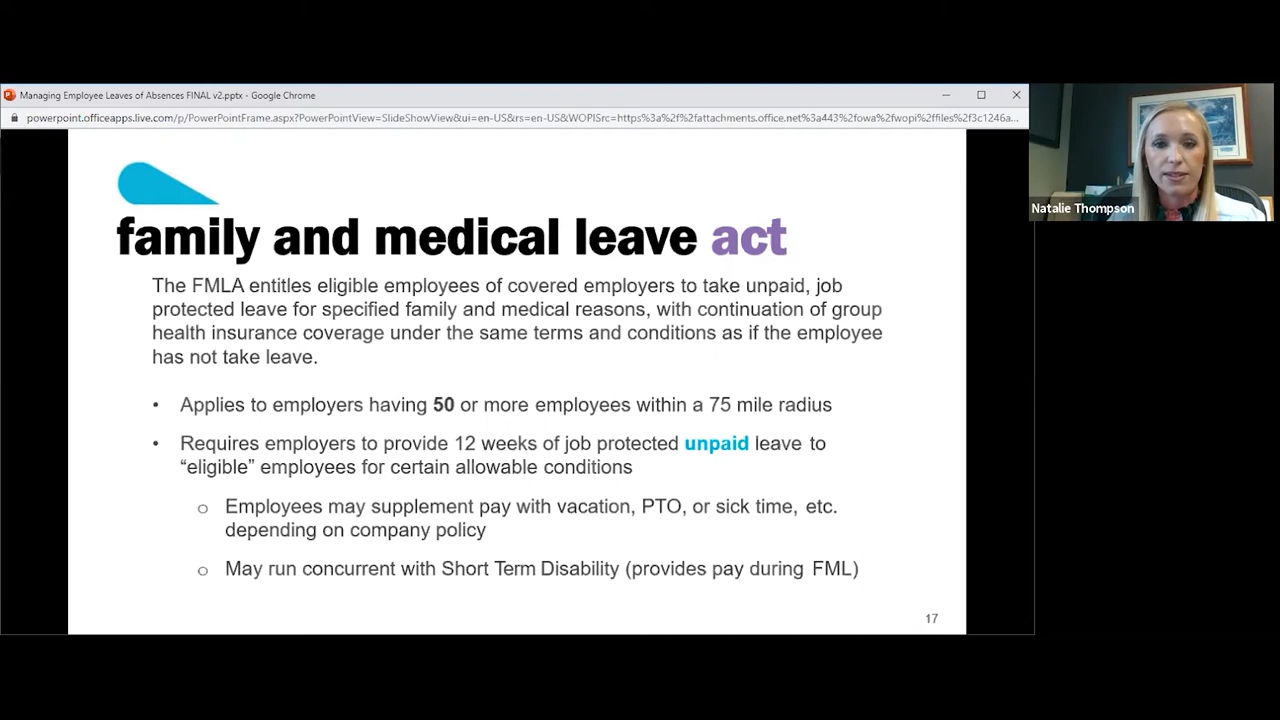 Managing Employee Leaves of Absences FINAL v2.pptx - Google Chrome
powerpoint.officeapps.live.com/p/PowerPointFrame.aspx?PowerPointView=SlideShowView&ui=en-US&rs=en-US&WOPISrc=https%3a%2f%2fattachments.office.net%3a443%2fowa%2fwopi%2ffiles%2f3c1246a...
family and medical leave act
The FMLA entitles eligible employees of covered employers to take unpaid, job
protected leave for specified family and medical reasons, with continuation of group
health insurance coverage under the same terms and conditions as if the employee
has not take leave.
• Applies to employers having 50 or more employees within a 75 mile radius
• Requires employers to provide 12 weeks of job protected unpaid leave to
“eligible” employees for certain allowable conditions
o Employees may supplement pay with vacation, PTO, or sick time, etc.
depending on company policy
o May run concurrent with Short Term Disability (provides pay during FML)
17
Natalie Thompson